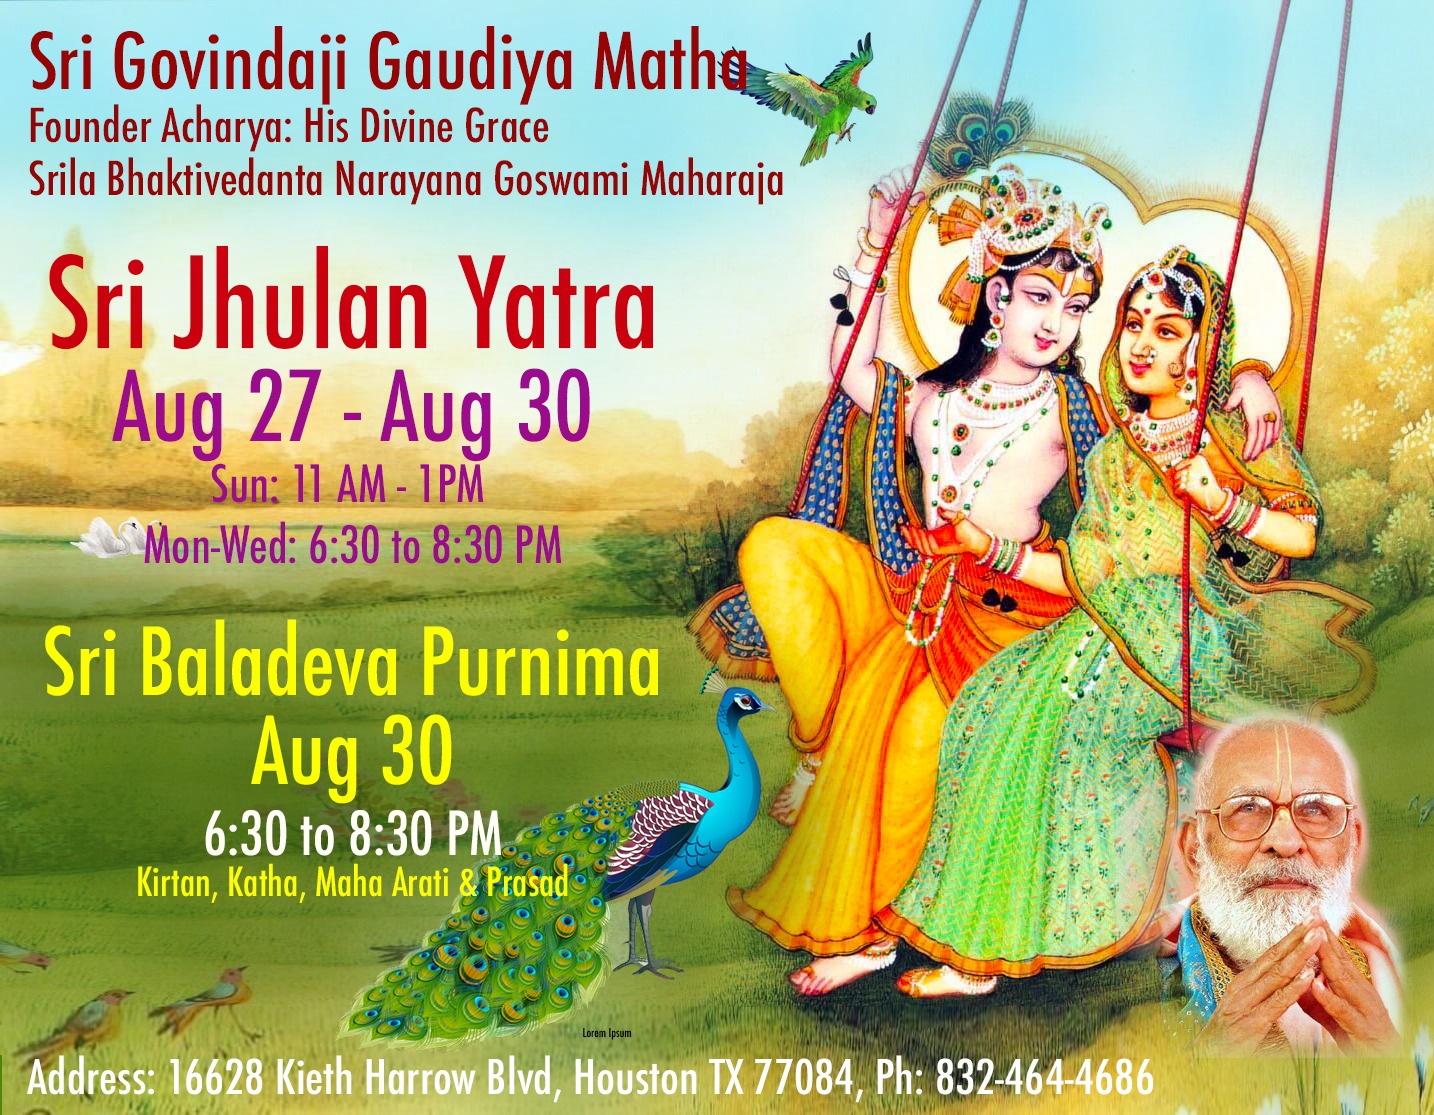 Sri Govindaji Gaudiya Matha
Founder Acharya: His Divine Grace
Srila Bhaktivedanta Narayana Goswami Maharaja
Sri Jhulan Yatra
Aug 27 - Aug 30
Sun: 11 AM - 1PM
Mon-Wed: 6:30 to 8:30 PM
Sri Baladeva Purnima
Aug 30
6:30 to 8:30 PM
Kirtan, Katha, Maha Arati & Prasad
Lorem Ipsum
Address: 16628 Kieth Harrow Blvd, Houston TX 77084, Ph: 832-464-4686